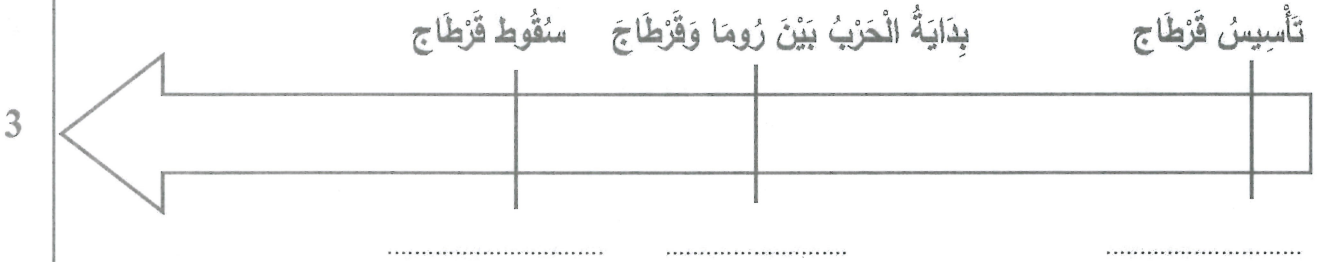 تَأْسِيسُ قَرْطَاج
بِدَايَةُ الْحَرْبُ بَيْنَ رُومَا وَقَرْطَاجَ
سُقُوط قَرْطَاج
3